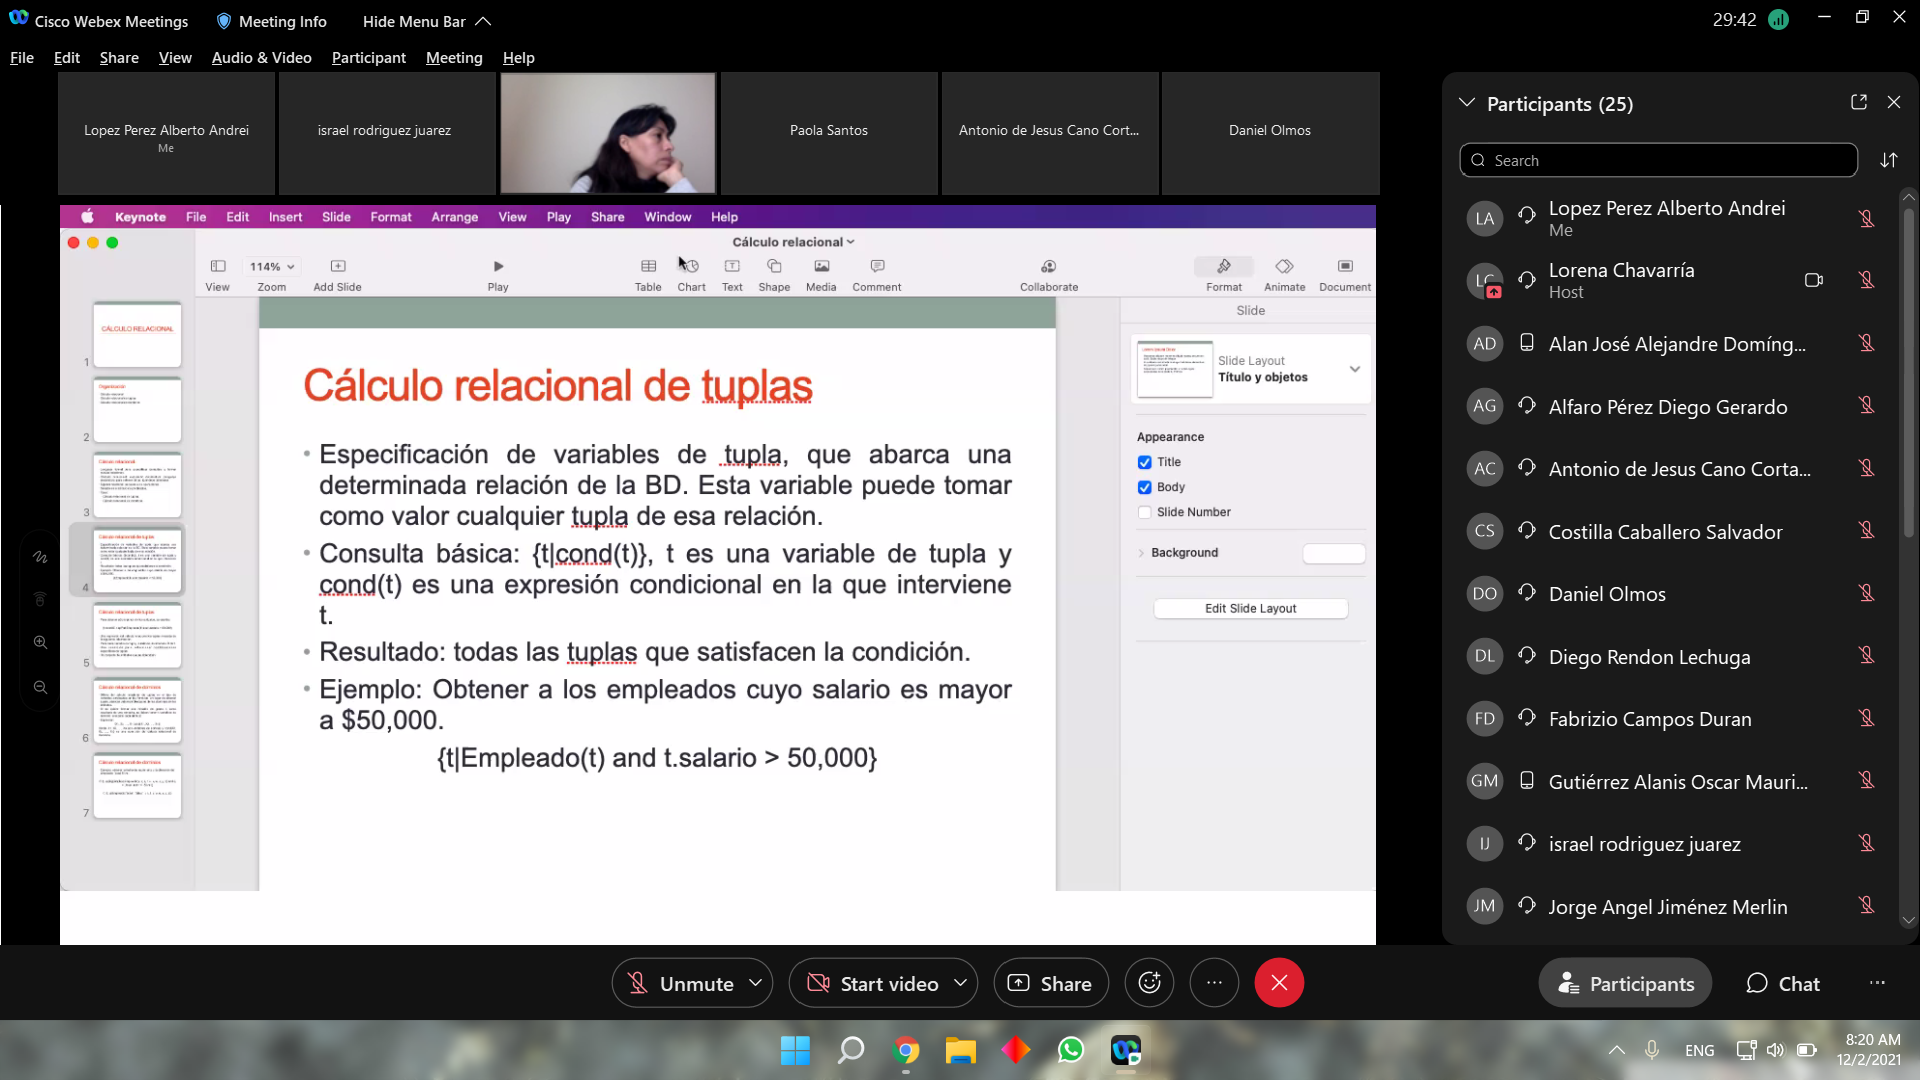 Cisco Webex Meetings
Meeting Info
Hide Menu Bar
29:42
File Edit Share View Audio & Video Participant Meeting Help
Lopez Perez Alberto Andrei
Me
israel rodriguez juarez
Paola Santos
Antonio de Jesus Cano Cort...
Daniel Olmos
Keynote File Edit Insert Slide Format Arrange View Play Share Window Help
Cálculo relacional
114%
View Zoom Add Slide Play Table Chart Text Shape Media Comment Collaborate Format Animate Document
CÁLCULO RELACIONAL
1
2
3
4
5
6
7
Cálculo relacional de tuplas
• Especificación de variables de tupla, que abarca una
determinada relación de la BD. Esta variable puede tomar
como valor cualquier tupla de esa relación.
• Consulta básica: {t|cond(t)}, t es una variable de tupla y
cond(t) es una expresión condicional en la que interviene
t.
• Resultado: todas las tuplas que satisfacen la condición.
• Ejemplo: Obtener a los empleados cuyo salario es mayor
a $50,000.
{t|Empleado(t) and t.salario > 50,000}
Slide
Slide Layout
Título y objetos
Appearance
Title
Body
Slide Number
Background
Edit Slide Layout
Participants (25)
Search
LA Lopez Perez Alberto Andrei
Me
LC Lorena Chavarría
Host
AD Alan José Alejandre Domíng...
AG Alfaro Pérez Diego Gerardo
AC Antonio de Jesus Cano Corta...
CS Costilla Caballero Salvador
DO Daniel Olmos
DL Diego Rendon Lechuga
FD Fabrizio Campos Duran
GM Gutiérrez Alanis Oscar Mauri...
IJ israel rodriguez juarez
JM Jorge Angel Jiménez Merlin
Unmute
Start video
Share
Participants
Chat
ENG
8:20 AM
12/2/2021